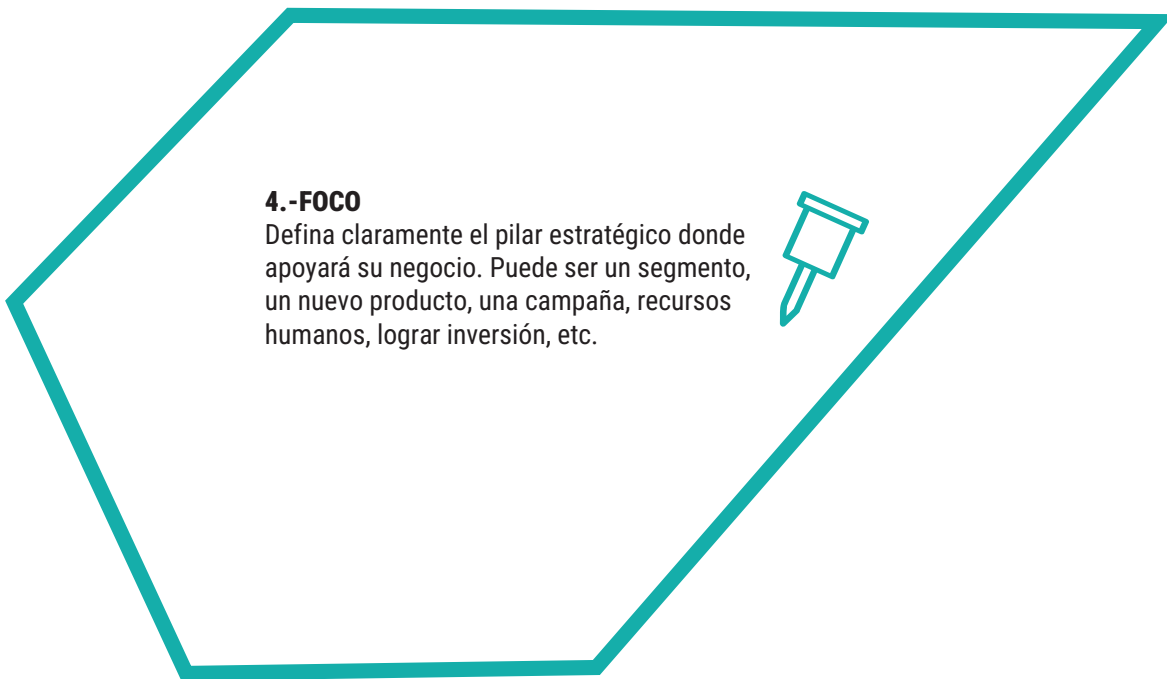 4.-FOCO
Defina claramente el pilar estratégico donde
apoyará su negocio. Puede ser un segmento,
un nuevo producto, una campaña, recursos
humanos, lograr inversión, etc.